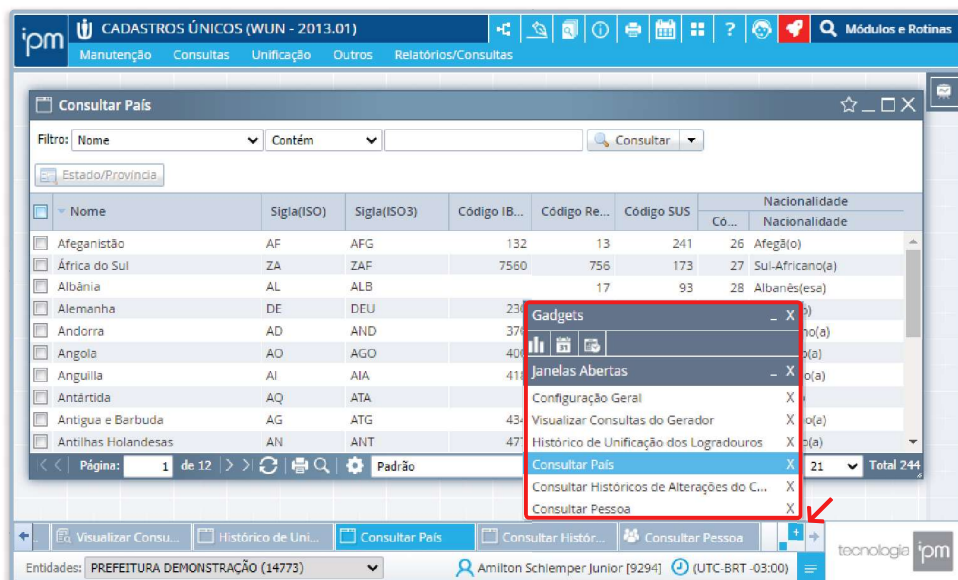 ipm CADASTROS ÚNICOS (WUN - 2013.01) ? Módulos e Rotinas
Manutenção Consultas Unificação Outros Relatórios/Consultas
Consultar País
Filtro: Nome Contém Consultar
Estado/Província
Nacionalidade
Nome Sigla(ISO) Sigla(ISO3) Código IB... Código Re... Código SUS Có... Nacionalidade
Afeganistão AF AFG 132 13 241 26 Afegã(o)
África do Sul ZA ZAF 7560 756 173 27 Sul-Africano(a)
Albânia AL ALB 17 93 28 Albanês(esa)
Alemanha DE DEU
Andorra AD AND
Angola AO AGO
Anguilla AI AIA
Antártida AQ ATA
Antigua e Barbuda AG ATG
Antilhas Holandesas AN ANT
Gadgets _ X
31
Janelas Abertas _ X
Configuração Geral X
Visualizar Consultas do Gerador X
Histórico de Unificação dos Logradouros X
Consultar País X
Consultar Históricos de Alterações do C... X
Consultar Pessoa X
Página: 1 de 12 Padrão 21 Total 244
Visualizar Consu... Histórico de Uni... Consultar País Consultar Histór... Consultar Pessoa +
tecnologia ipm
Entidades: PREFEITURA DEMONSTRAÇÃO (14773) Amilton Schlemper Junior [9294] (UTC-BRT -03:00)